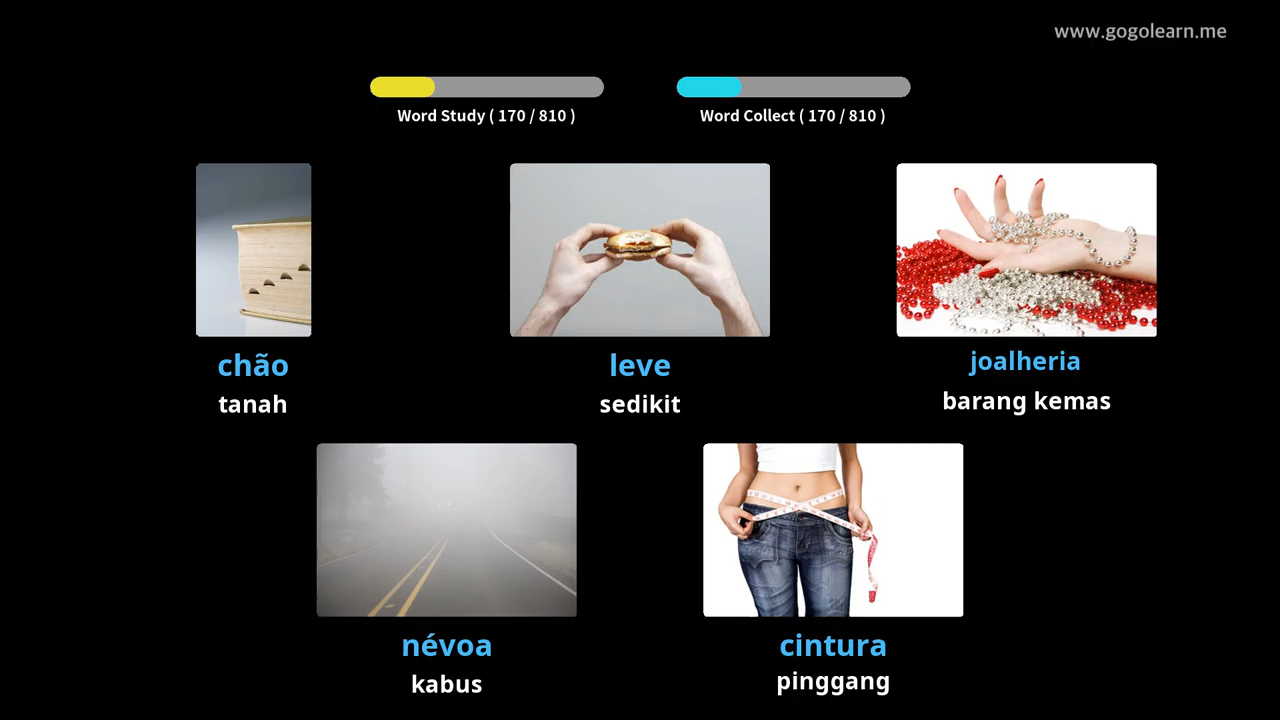 www.gogolearn.me
Word Study ( 170 / 810 )
Word Collect ( 170 / 810 )
chão
tanah
leve
sedikit
joalheria
barang kemas
névoa
kabus
cintura
pinggang